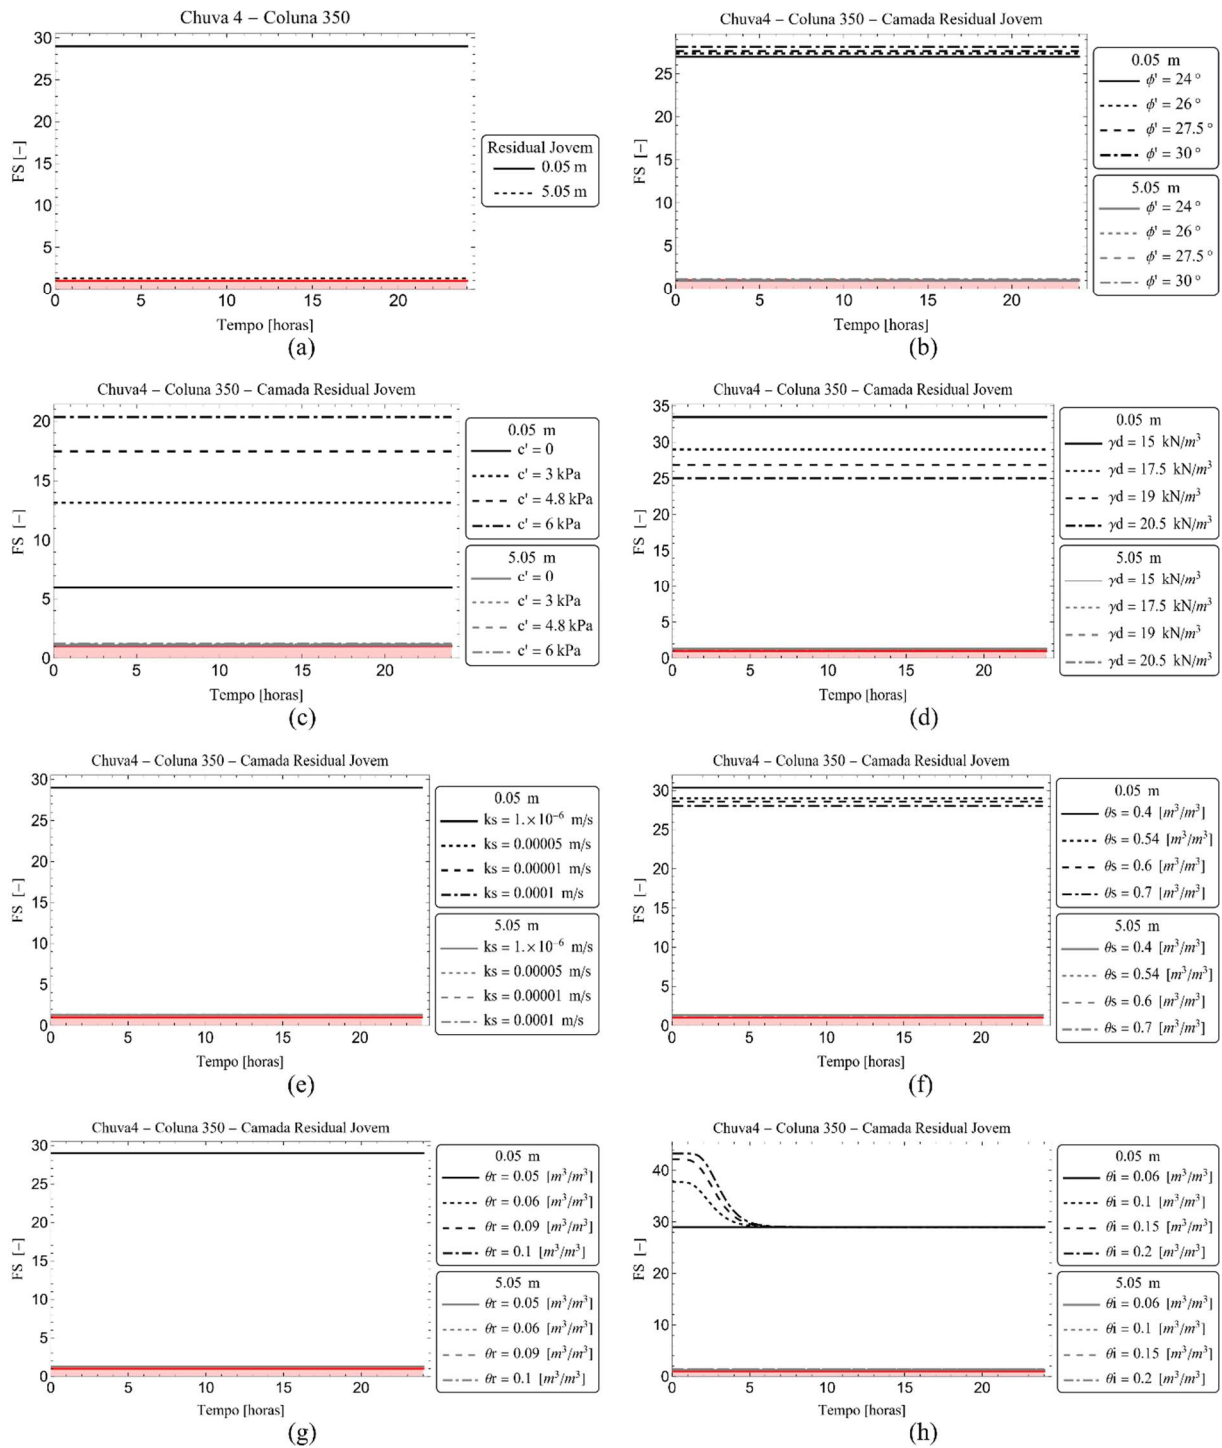 Chuva 4 – Coluna 350
FS [–]
30
25
20
15
10
5
0
0 5 10 15 20
Tempo [horas]
Residual Jovem
0.05 m
5.05 m
(a)
Chuva4 – Coluna 350 – Camada Residual Jovem
FS [–]
25
20
15
10
5
0
0 5 10 15 20
Tempo [horas]
0.05 m
ϕ' = 24 °
ϕ' = 26 °
ϕ' = 27.5 °
ϕ' = 30 °
5.05 m
ϕ' = 24 °
ϕ' = 26 °
ϕ' = 27.5 °
ϕ' = 30 °
(b)
Chuva4 – Coluna 350 – Camada Residual Jovem
FS [–]
20
15
10
5
0
0 5 10 15 20
Tempo [horas]
0.05 m
c' = 0
c' = 3 kPa
c' = 4.8 kPa
c' = 6 kPa
5.05 m
c' = 0
c' = 3 kPa
c' = 4.8 kPa
c' = 6 kPa
(c)
Chuva4 – Coluna 350 – Camada Residual Jovem
FS [–]
35
30
25
20
15
10
5
0
0 5 10 15 20
Tempo [horas]
0.05 m
γd = 15 kN/m³
γd = 17.5 kN/m³
γd = 19 kN/m³
γd = 20.5 kN/m³
5.05 m
γd = 15 kN/m³
γd = 17.5 kN/m³
γd = 19 kN/m³
γd = 20.5 kN/m³
(d)
Chuva4 – Coluna 350 – Camada Residual Jovem
FS [–]
30
25
20
15
10
5
0
0 5 10 15 20
Tempo [horas]
0.05 m
ks = 1.×10⁻⁶ m/s
ks = 0.00005 m/s
ks = 0.00001 m/s
ks = 0.0001 m/s
5.05 m
ks = 1.×10⁻⁶ m/s
ks = 0.00005 m/s
ks = 0.00001 m/s
ks = 0.0001 m/s
(e)
Chuva4 – Coluna 350 – Camada Residual Jovem
FS [–]
30
25
20
15
10
5
0
0 5 10 15 20
Tempo [horas]
0.05 m
θs = 0.4 [m³/m³]
θs = 0.54 [m³/m³]
θs = 0.6 [m³/m³]
θs = 0.7 [m³/m³]
5.05 m
θs = 0.4 [m³/m³]
θs = 0.54 [m³/m³]
θs = 0.6 [m³/m³]
θs = 0.7 [m³/m³]
(f)
Chuva4 – Coluna 350 – Camada Residual Jovem
FS [–]
30
25
20
15
10
5
0
0 5 10 15 20
Tempo [horas]
0.05 m
θr = 0.05 [m³/m³]
θr = 0.06 [m³/m³]
θr = 0.09 [m³/m³]
θr = 0.1 [m³/m³]
5.05 m
θr = 0.05 [m³/m³]
θr = 0.06 [m³/m³]
θr = 0.09 [m³/m³]
θr = 0.1 [m³/m³]
(g)
Chuva4 – Coluna 350 – Camada Residual Jovem
FS [–]
40
30
20
10
0
0 5 10 15 20
Tempo [horas]
0.05 m
θi = 0.06 [m³/m³]
θi = 0.1 [m³/m³]
θi = 0.15 [m³/m³]
θi = 0.2 [m³/m³]
5.05 m
θi = 0.06 [m³/m³]
θi = 0.1 [m³/m³]
θi = 0.15 [m³/m³]
θi = 0.2 [m³/m³]
(h)